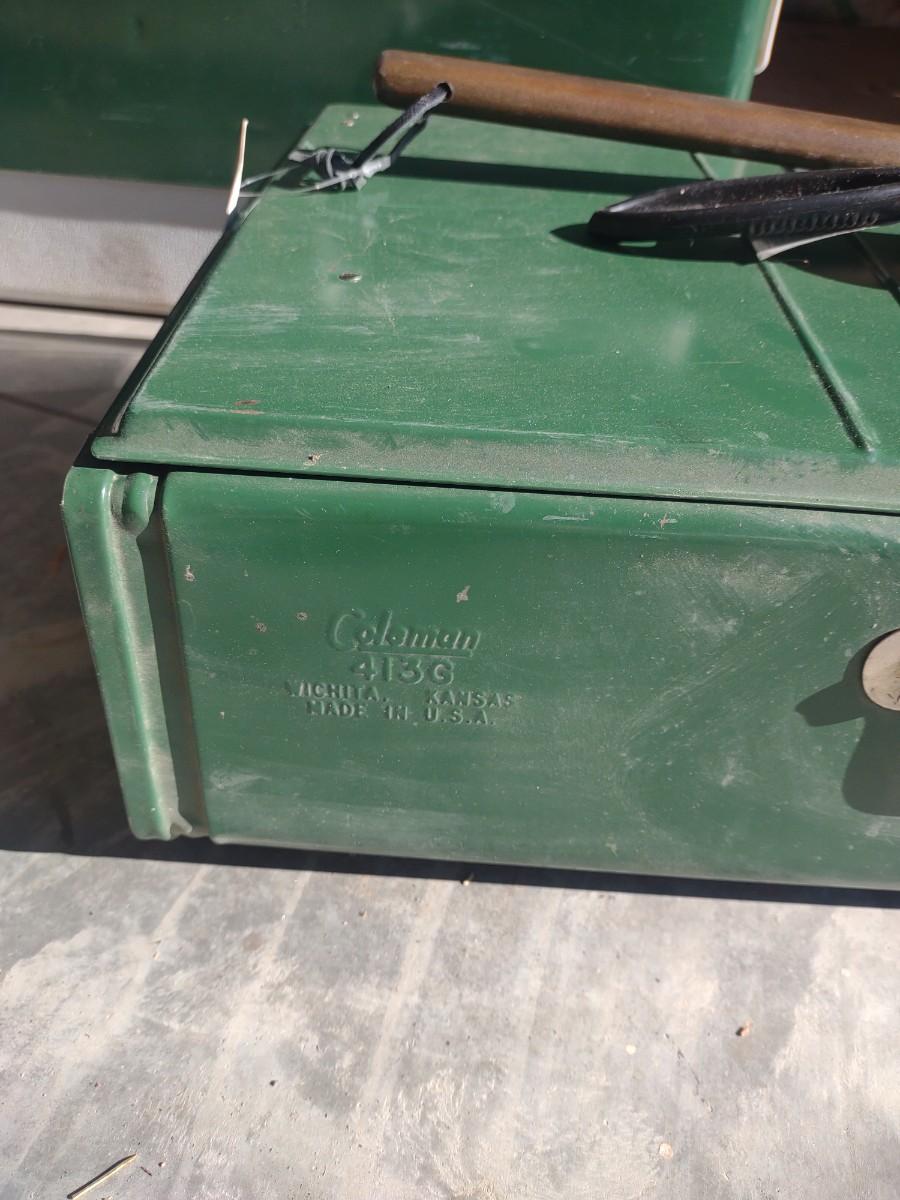 Coleman
413G
WICHITA, KANSAS
MADE IN U.S.A.